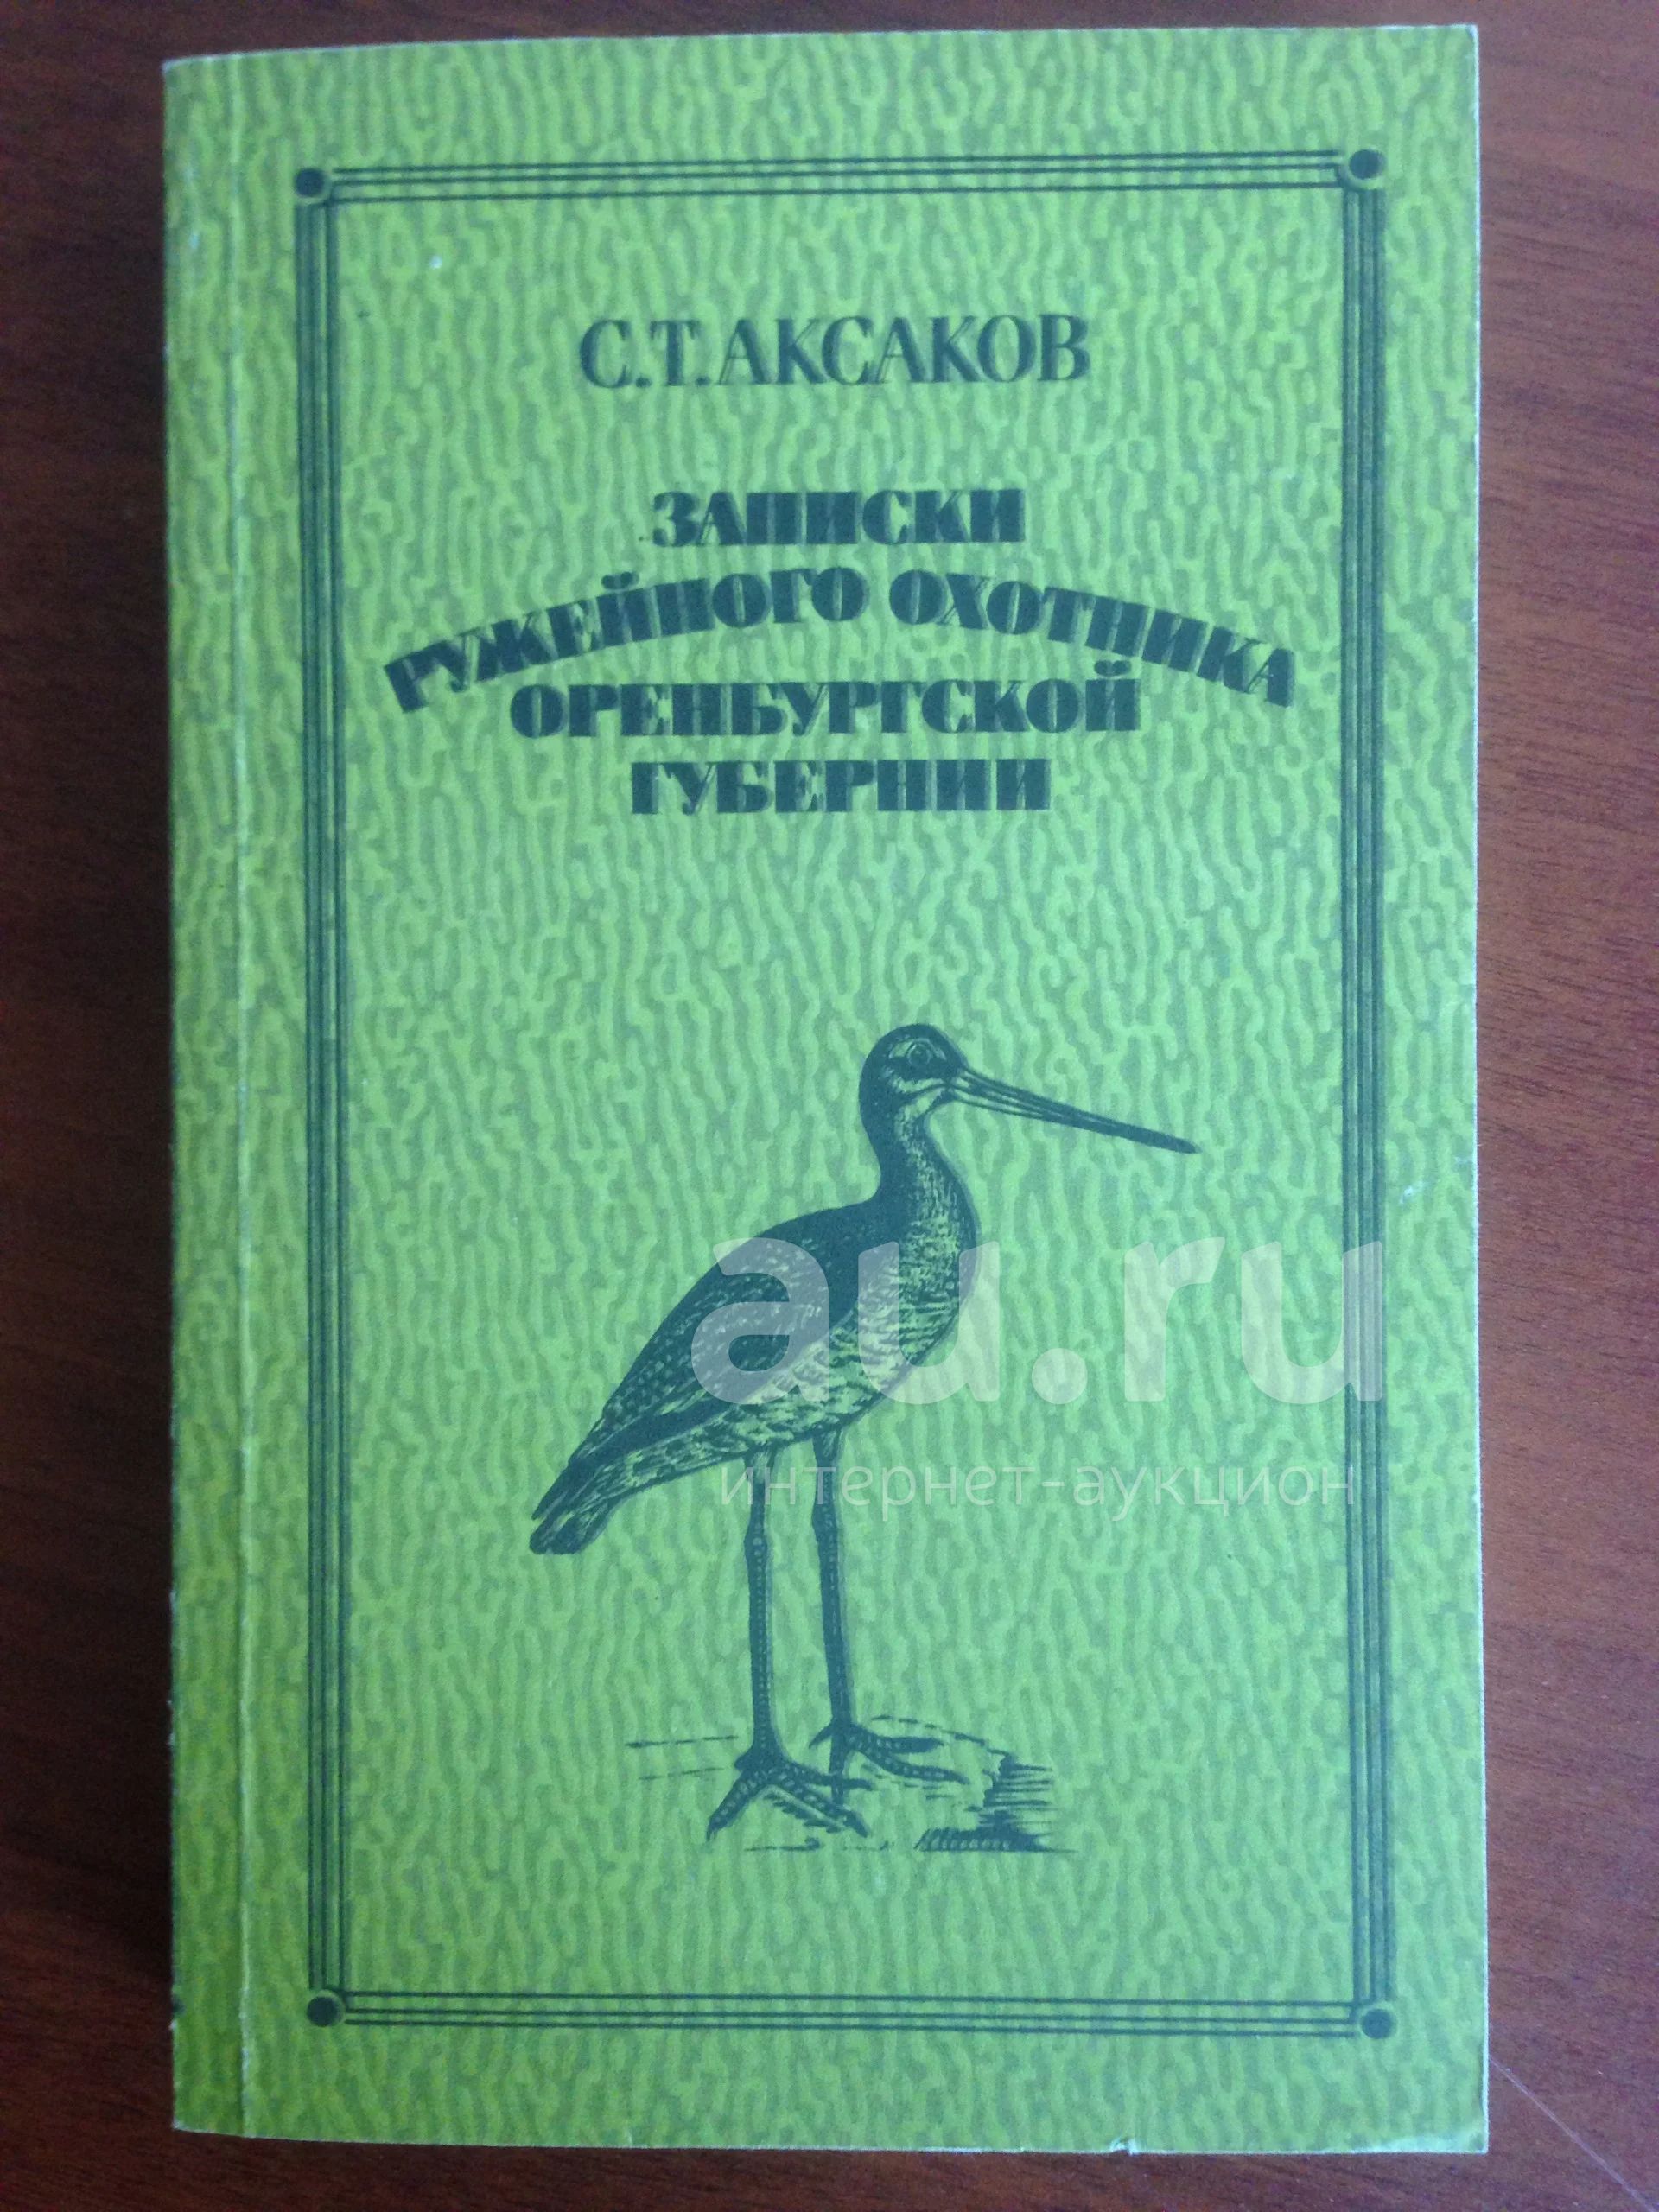 С.Т.АКСАКОВ
ЗАПИСКИ
РУЖЕЙНОГО ОХОТНИКА
ОРЕНБУРГСКОЙ
ГУБЕРНИИ
au.ru
интернет-аукцион